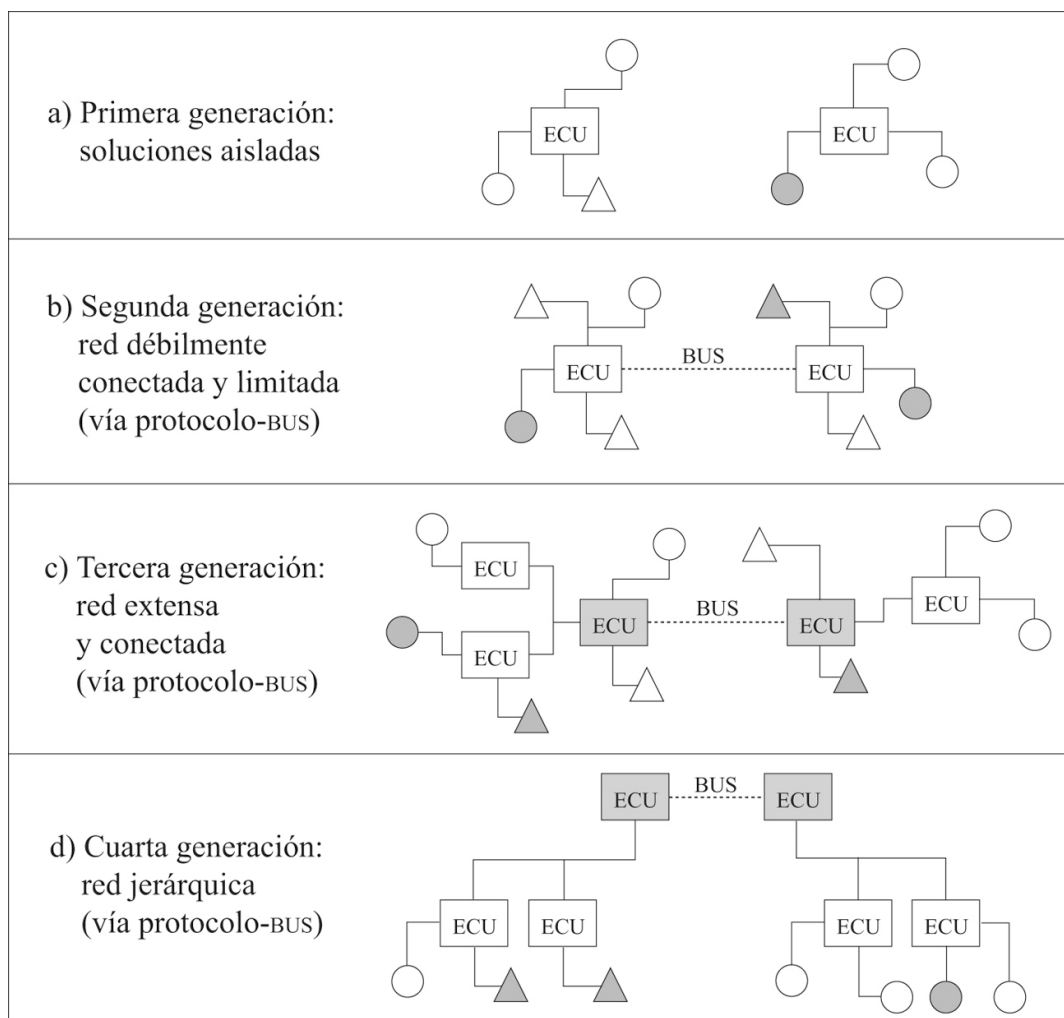 a) Primera generación:
soluciones aisladas
ECU
ECU
b) Segunda generación:
red débilmente
conectada y limitada
(vía protocolo-BUS)
ECU
BUS
ECU
c) Tercera generación:
red extensa
y conectada
(vía protocolo-BUS)
ECU
ECU
ECU
BUS
ECU
ECU
d) Cuarta generación:
red jerárquica
(vía protocolo-BUS)
ECU
BUS
ECU
ECU
ECU
ECU
ECU